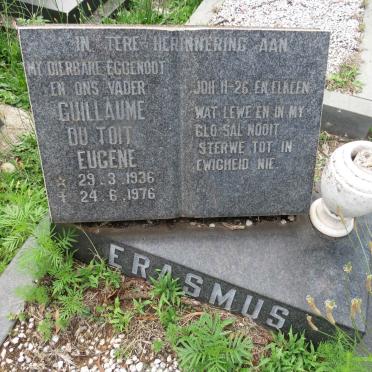 IN TERE HERINNERING AAN
MY DIERBARE EGGENOOT
EN ONS VADER
GUILLAUME
DU TOIT
EUGENE
* 29.3.1936
† 24.6.1976
JOH 11-26 EN ELKEEN
WAT LEWE EN IN MY
GLO SAL NOOIT
STERWE TOT IN
EWIGHEID NIE.
ERASMUS